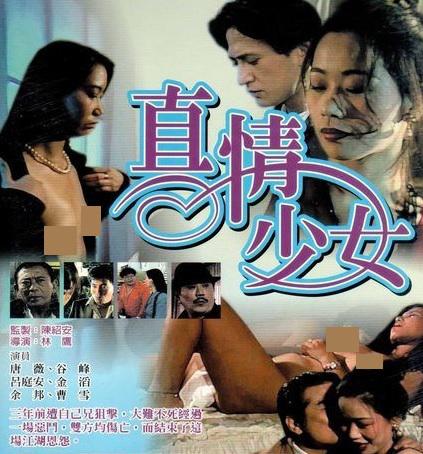 真情少女
監製：陳紹安
導演：林鷹
演員
唐薇、谷峰
呂庭安、金滔
余邦、曹雪
三年前遭自己兄狙擊，大難不死經過
一場惡鬥，雙方均傷亡，而結束了這
場江湖恩怨。